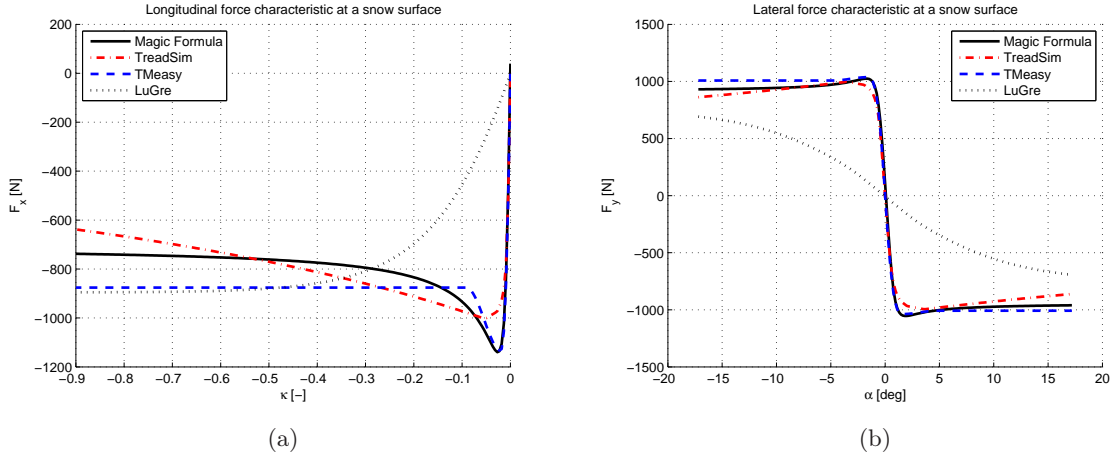 Longitudinal force characteristic at a snow surface
200
0
−200
−400
−600
−800
−1000
−1200
F_x [N]
Magic Formula
TreadSim
TMeasy
LuGre
−0.9 −0.8 −0.7 −0.6 −0.5 −0.4 −0.3 −0.2 −0.1 0
κ [−]
(a)
Lateral force characteristic at a snow surface
1500
1000
500
0
−500
−1000
−1500
F_y [N]
Magic Formula
TreadSim
TMeasy
LuGre
−20 −15 −10 −5 0 5 10 15 20
α [deg]
(b)